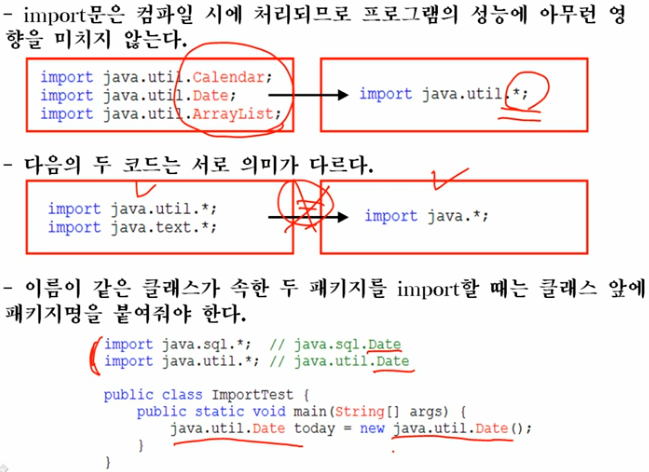 - import문은 컴파일 시에 처리되므로 프로그램의 성능에 아무런 영
향을 미치지 않는다.
import java.util.Calendar;
import java.util.Date;
import java.util.ArrayList;
import java.util.*;
- 다음의 두 코드는 서로 의미가 다르다.
import java.util.*;
import java.text.*;
≠
import java.*;
- 이름이 같은 클래스가 속한 두 패키지를 import할 때는 클래스 앞에
패키지명을 붙여줘야 한다.
import java.sql.*; // java.sql.Date
import java.util.*; // java.util.Date
public class ImportTest {
public static void main(String[] args) {
java.util.Date today = new java.util.Date();
}
}